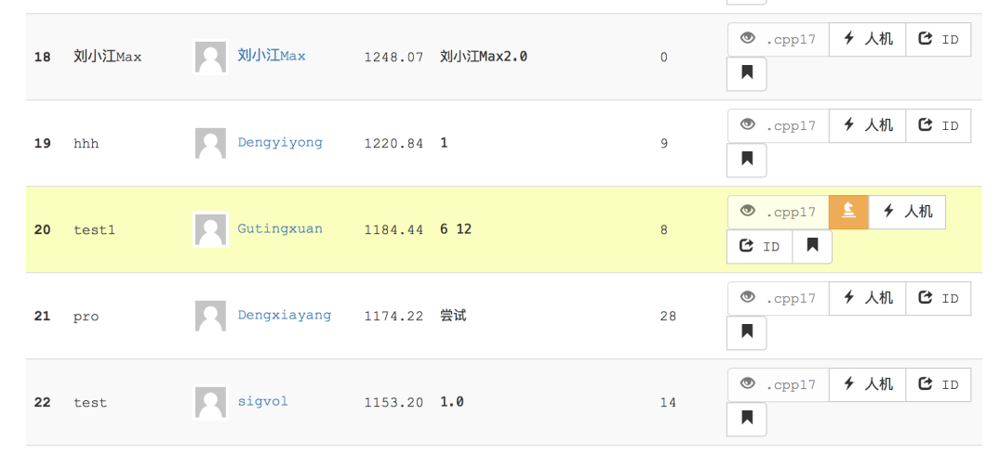 18 刘小江Max 刘小江Max 1248.07 刘小江Max2.0 0 .cpp17 人机 ID
19 hhh Dengyiyong 1220.84 1 9 .cpp17 人机 ID
20 test1 Gutingxuan 1184.44 6 12 8 .cpp17 人机
ID
21 pro Dengxiayang 1174.22 尝试 28 .cpp17 人机 ID
22 test sigvol 1153.20 1.0 14 .cpp17 人机 ID